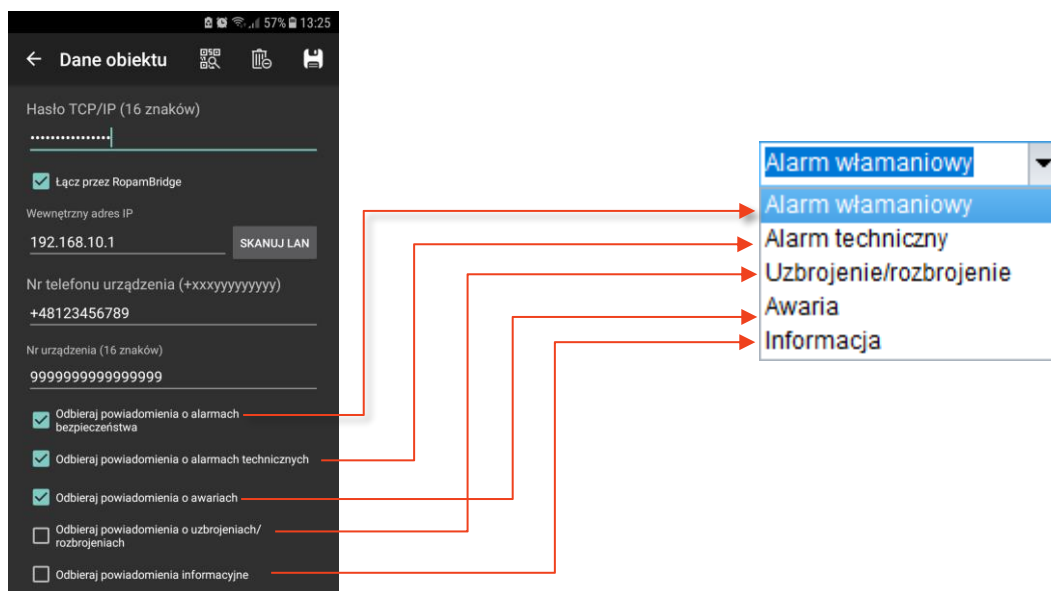 57% 13:25
Dane obiektu
Hasło TCP/IP (16 znaków)
••••••••••••••••
Łącz przez RopamBridge
Wewnętrzny adres IP
192.168.10.1
SKANUJ LAN
Nr telefonu urządzenia (+xxxyyyyyyyyy)
+48123456789
Nr urządzenia (16 znaków)
9999999999999999
Odbieraj powiadomienia o alarmach
bezpieczeństwa
Odbieraj powiadomienia o alarmach technicznych
Odbieraj powiadomienia o awariach
Odbieraj powiadomienia o uzbrojeniach/
rozbrojeniach
Odbieraj powiadomienia informacyjne
Alarm włamaniowy
Alarm włamaniowy
Alarm techniczny
Uzbrojenie/rozbrojenie
Awaria
Informacja